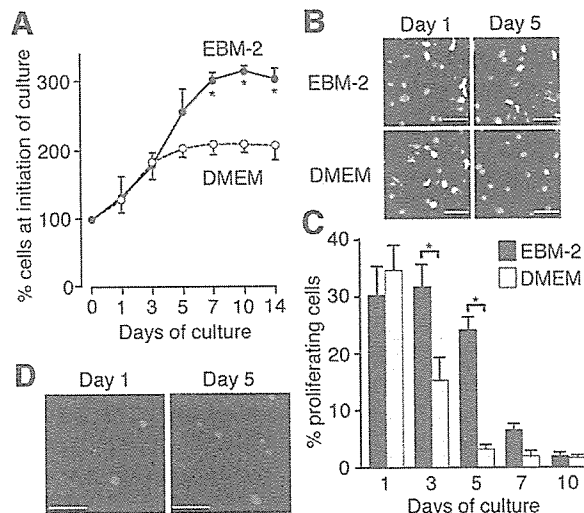 A
EBM-2
DMEM
% cells at initiation of culture
300
200
100
0
* * *
0 1 3 5 7 10 14
Days of culture
B
Day 1 Day 5
EBM-2
DMEM
C
EBM-2
DMEM
% proliferating cells
40
30
20
10
0
* *
1 3 5 7 10
Days of culture
D
Day 1 Day 5